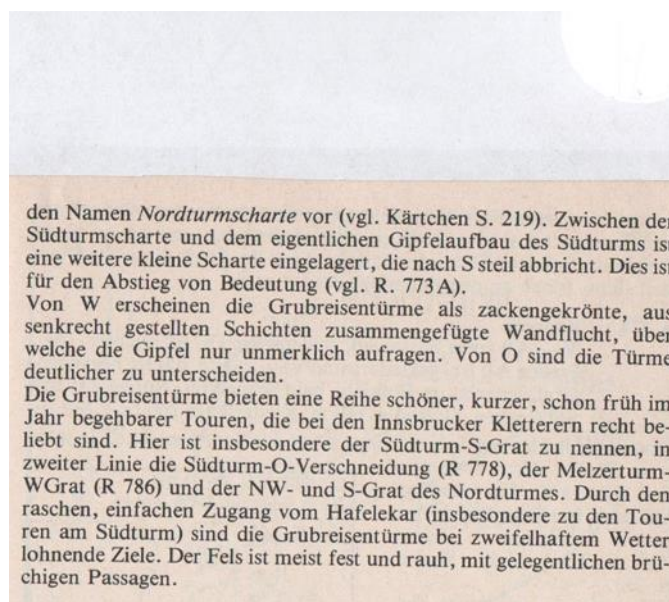 den Namen Nordturmscharte vor (vgl. Kärtchen S. 219). Zwischen der
Südturmscharte und dem eigentlichen Gipfelaufbau des Südturms ist
eine weitere kleine Scharte eingelagert, die nach S steil abbricht. Dies ist
für den Abstieg von Bedeutung (vgl. R. 773 A).
Von W erscheinen die Grubreisentürme als zackengekrönte, aus
senkrecht gestellten Schichten zusammengefügte Wandflucht, über
welche die Gipfel nur unmerklich aufragen. Von O sind die Türme
deutlicher zu unterscheiden.
Die Grubreisentürme bieten eine Reihe schöner, kurzer, schon früh im
Jahr begehbarer Touren, die bei den Innsbrucker Kletterern recht be-
liebt sind. Hier ist insbesondere der Südturm-S-Grat zu nennen, in
zweiter Linie die Südturm-O-Verschneidung (R 778), der Melzerturm-
WGrat (R 786) und der NW- und S-Grat des Nordturmes. Durch den
raschen, einfachen Zugang vom Hafelekar (insbesondere zu den Tou-
ren am Südturm) sind die Grubreisentürme bei zweifelhaftem Wetter
lohnende Ziele. Der Fels ist meist fest und rauh, mit gelegentlichen brü-
chigen Passagen.